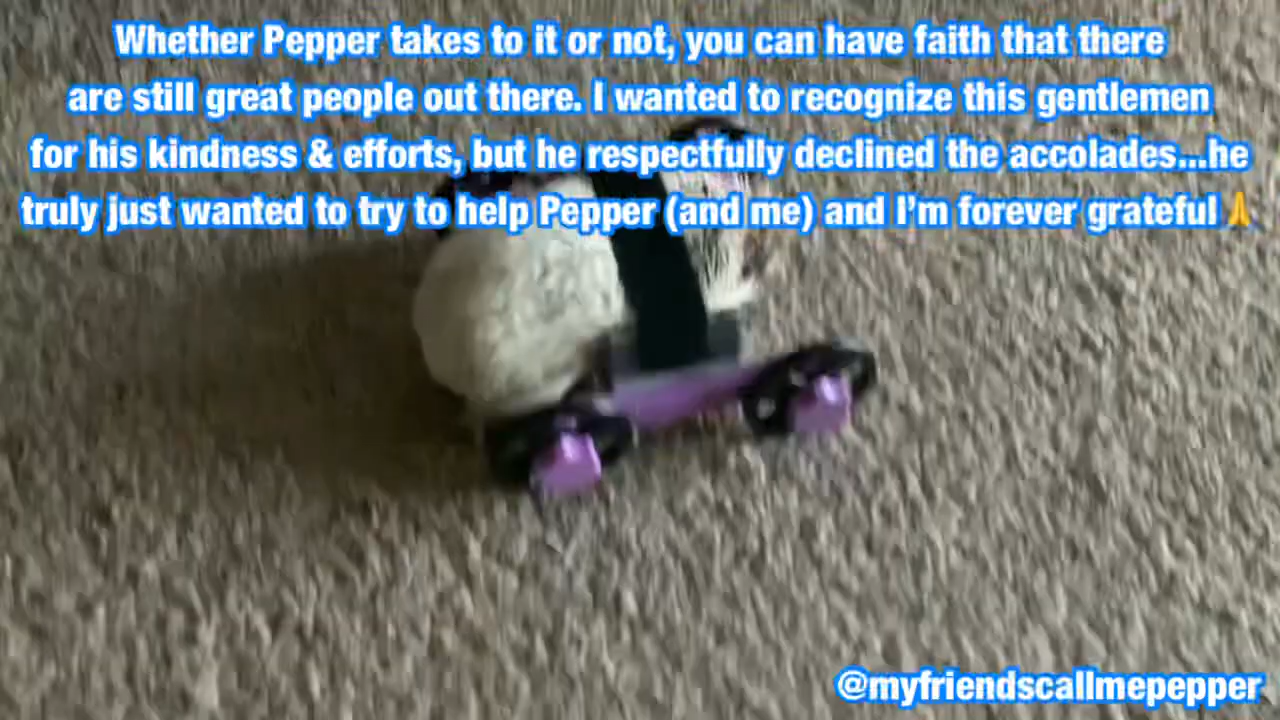 Whether Pepper takes to it or not, you can have faith that there
are still great people out there. I wanted to recognize this gentlemen
for his kindness & efforts, but he respectfully declined the accolades...he
truly just wanted to try to help Pepper (and me) and I’m forever grateful🙏
@myfriendscallmepepper